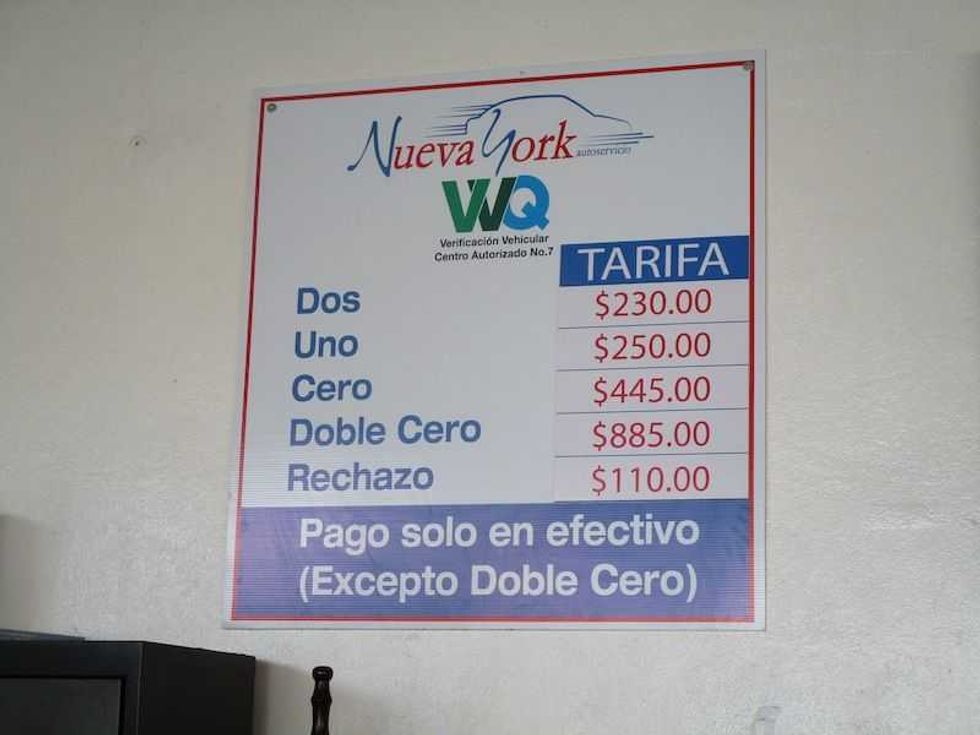 Nueva York
autoservicio
VVQ
Verificación Vehicular
Centro Autorizado No.7
TARIFA
Dos $230.00
Uno $250.00
Cero $445.00
Doble Cero $885.00
Rechazo $110.00
Pago solo en efectivo
(Excepto Doble Cero)